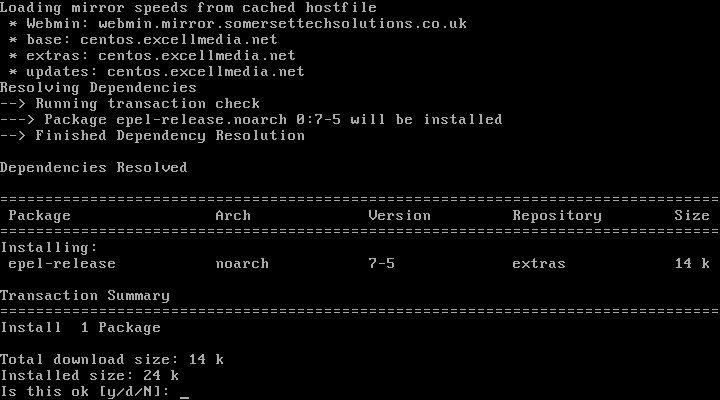 Loading mirror speeds from cached hostfile
 * Webmin: webmin.mirror.somersettechsolutions.co.uk
 * base: centos.excellmedia.net
 * extras: centos.excellmedia.net
 * updates: centos.excellmedia.net
Resolving Dependencies
--> Running transaction check
---> Package epel-release.noarch 0:7-5 will be installed
--> Finished Dependency Resolution

Dependencies Resolved

================================================================================
 Package                Arch             Version         Repository        Size
================================================================================
Installing:
 epel-release           noarch           7-5             extras            14 k

Transaction Summary
================================================================================
Install  1 Package

Total download size: 14 k
Installed size: 24 k
Is this ok [y/d/N]: _